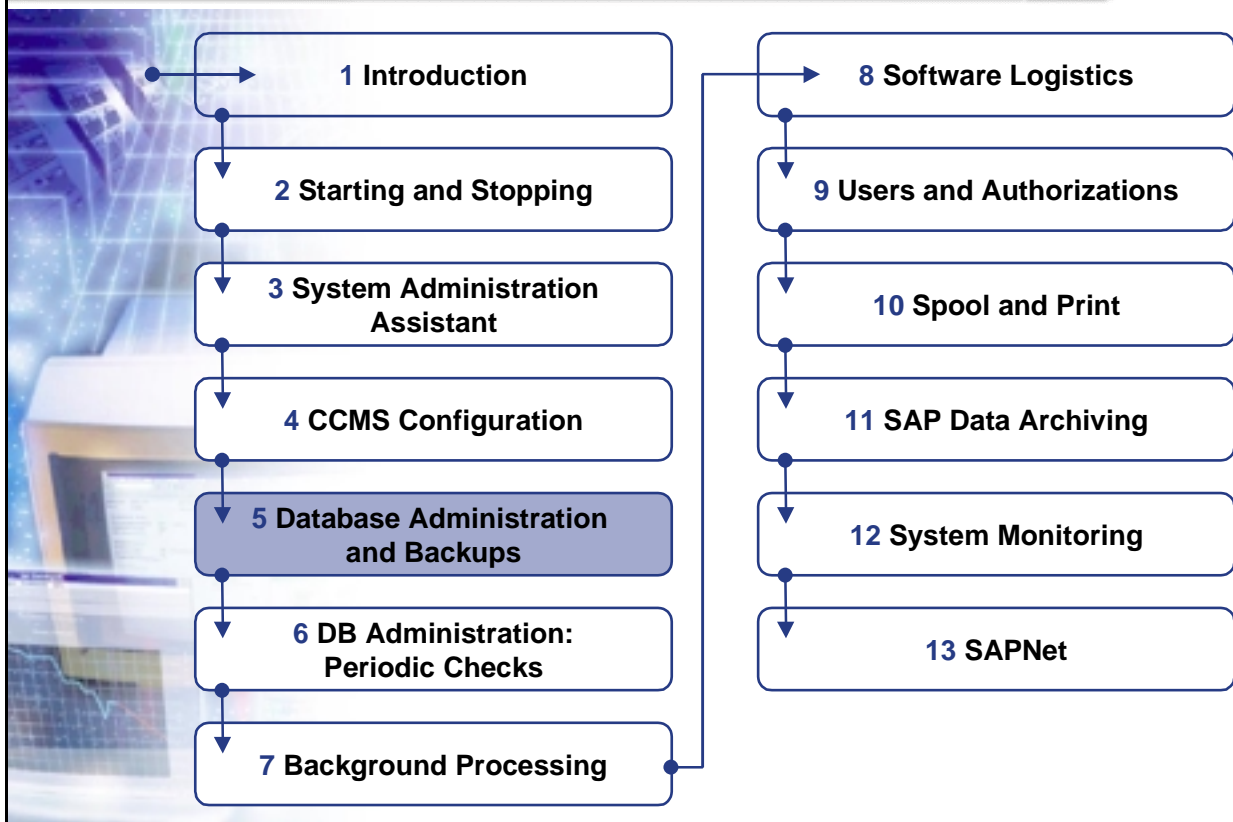 1 Introduction
2 Starting and Stopping
3 System Administration
Assistant
4 CCMS Configuration
5 Database Administration
and Backups
6 DB Administration:
Periodic Checks
7 Background Processing
8 Software Logistics
9 Users and Authorizations
10 Spool and Print
11 SAP Data Archiving
12 System Monitoring
13 SAPNet